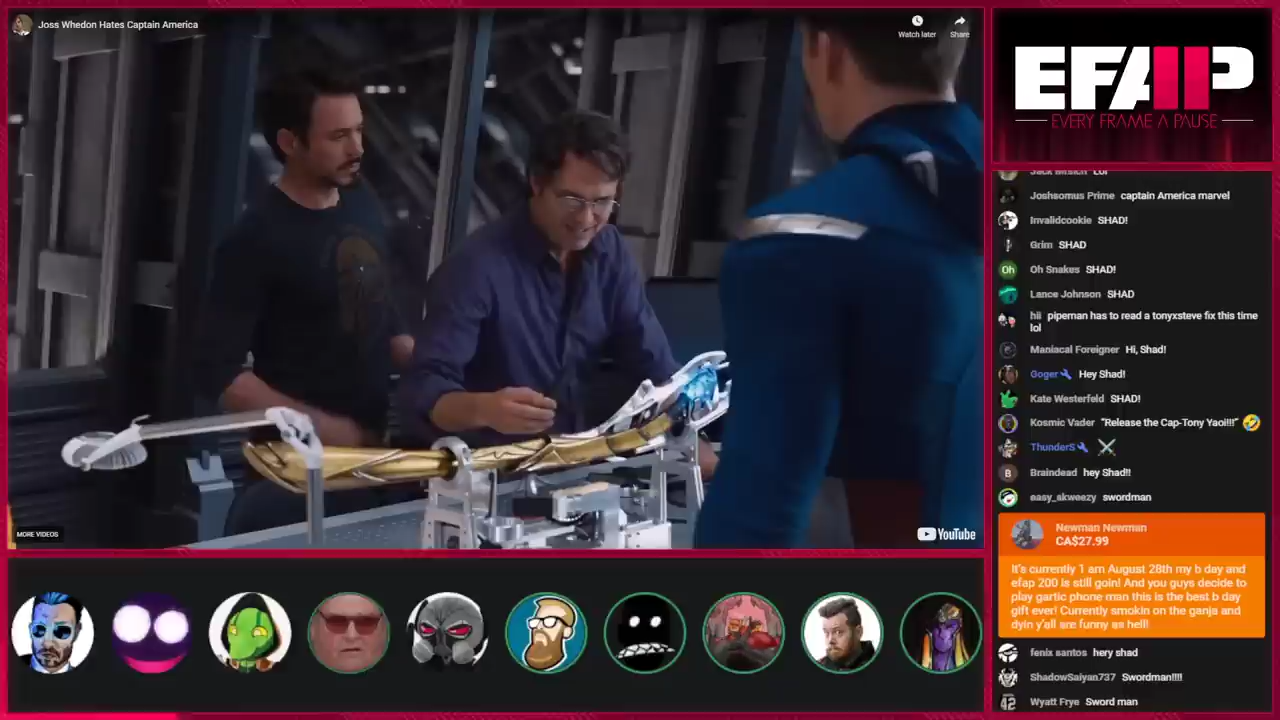 Joss Whedon Hates Captain America
Watch later
Share
MORE VIDEOS
YouTube
EFAP
EVERY FRAME A PAUSE
Jack Misich Lol
Joshsomus Prime captain America marvel
Invalidcookie SHAD!
Grim SHAD
Oh
Oh Snakes SHAD!
Lance Johnson SHAD
hii pipeman has to read a tonyxsteve fix this time
lol
Maniacal Foreigner Hi, Shad!
Goger Hey Shad!
Kate Westerfeld SHAD!
Kosmic Vader “Release the Cap-Tony Yaoi!!!” 🤣
ThunderS ⚔
B
Braindead hey Shad!!
easy_akweezy swordman
Newman Newman
CA$27.99
It's currently 1 am August 28th my b day and
efap 200 is still goin! And you guys decide to
play gartic phone man this is the best b day
gift ever! Currently smokin on the ganja and
dyin y'all are funny as hell!
fenix santos hery shad
ShadowSaiyan737 Swordman!!!!
42
Wyatt Frye Sword man